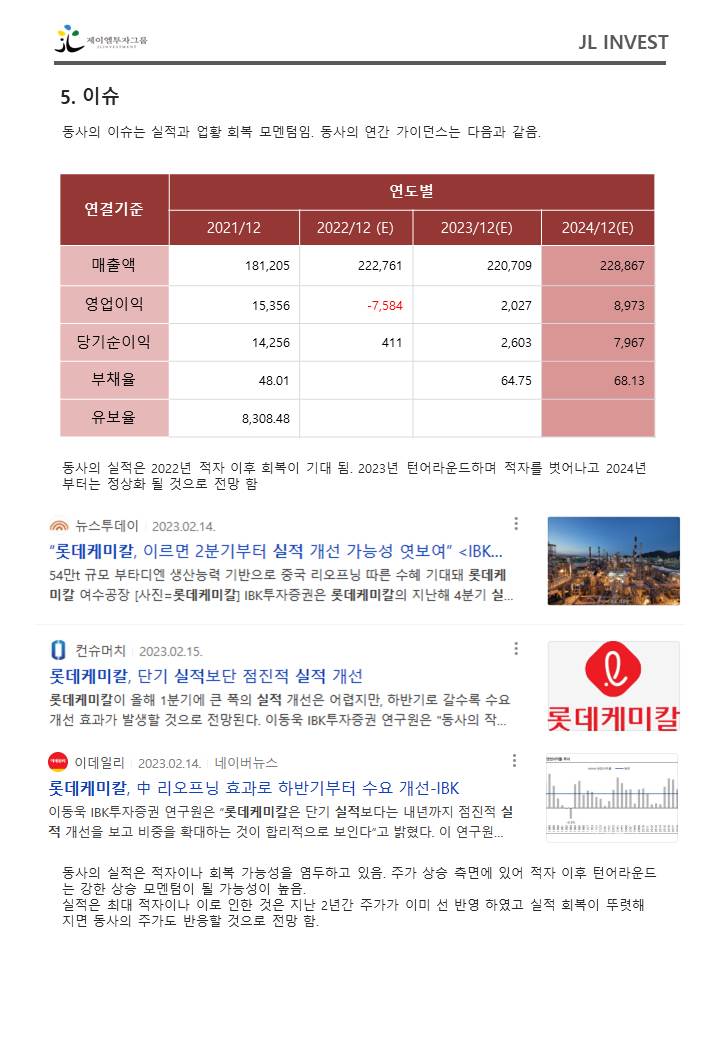 제이엘투자그룹
JLINVESTMENT
JL INVEST
5. 이슈
동사의 이슈는 실적과 업황 회복 모멘텀임. 동사의 연간 가이던스는 다음과 같음.
연결기준 연도별
2021/12 2022/12 (E) 2023/12(E) 2024/12(E)
매출액 181,205 222,761 220,709 228,867
영업이익 15,356 -7,584 2,027 8,973
당기순이익 14,256 411 2,603 7,967
부채율 48.01 64.75 68.13
유보율 8,308.48
동사의 실적은 2022년 적자 이후 회복이 기대 됨. 2023년 턴어라운드하며 적자를 벗어나고 2024년
부터는 정상화 될 것으로 전망 함
뉴스투데이 2023.02.14.
"롯데케미칼, 이르면 2분기부터 실적 개선 가능성 엿보여" <IBK...
54만t 규모 부타디엔 생산능력 기반으로 중국 리오프닝 따른 수혜 기대돼 롯데케
미칼 여수공장 [사진=롯데케미칼] IBK투자증권은 롯데케미칼의 지난해 4분기 실...
컨슈머치 2023.02.15.
롯데케미칼, 단기 실적보단 점진적 실적 개선
롯데케미칼이 올해 1분기에 큰 폭의 실적 개선은 어렵지만, 하반기로 갈수록 수요
개선 효과가 발생할 것으로 전망된다. 이동욱 IBK투자증권 연구원은 "동사의 작...
롯데케미칼
이데일리 2023.02.14. 네이버뉴스
롯데케미칼, 中 리오프닝 효과로 하반기부터 수요 개선-IBK
이동욱 IBK투자증권 연구원은 "롯데케미칼은 단기 실적보다는 내년까지 점진적 실
적 개선을 보고 비중을 확대하는 것이 합리적으로 보인다"고 밝혔다. 이 연구원...
동사의 실적은 적자이나 회복 가능성을 염두하고 있음. 주가 상승 측면에 있어 적자 이후 턴어라운드
는 강한 상승 모멘텀이 될 가능성이 높음.
실적은 최대 적자이나 이로 인한 것은 지난 2년간 주가가 이미 선 반영 하였고 실적 회복이 뚜렷해
지면 동사의 주가도 반응할 것으로 전망 함.